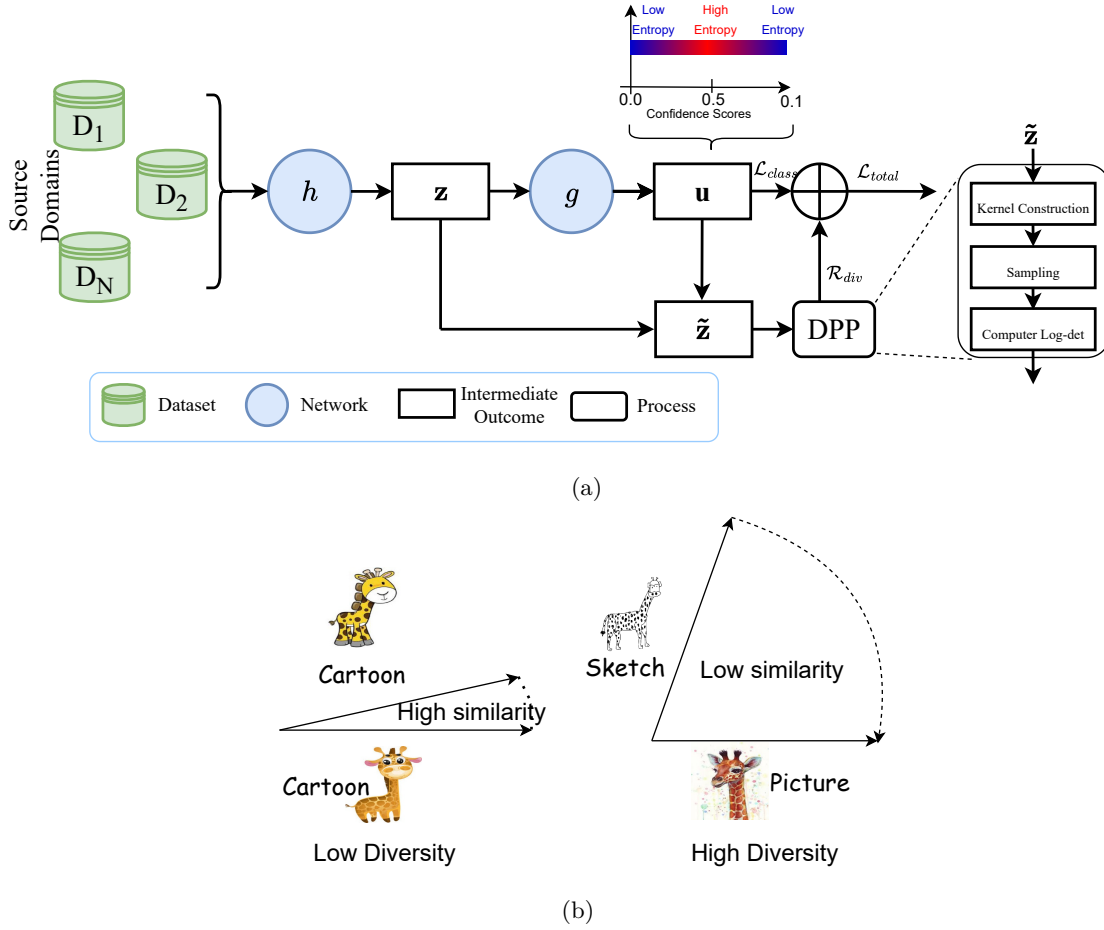 Low High Low
Entropy Entropy Entropy
0.0 0.5 0.1
Confidence Scores
Source
Domains
D1
D2
DN
h
z
g
u
ℒclass
ℒtotal
ℛdiv
z̃
DPP
z̃
Kernel Construction
Sampling
Computer Log-det
Dataset
Network
Intermediate
Outcome
Process
(a)
Cartoon
High similarity
Cartoon
Low Diversity
Sketch
Low similarity
Picture
High Diversity
(b)